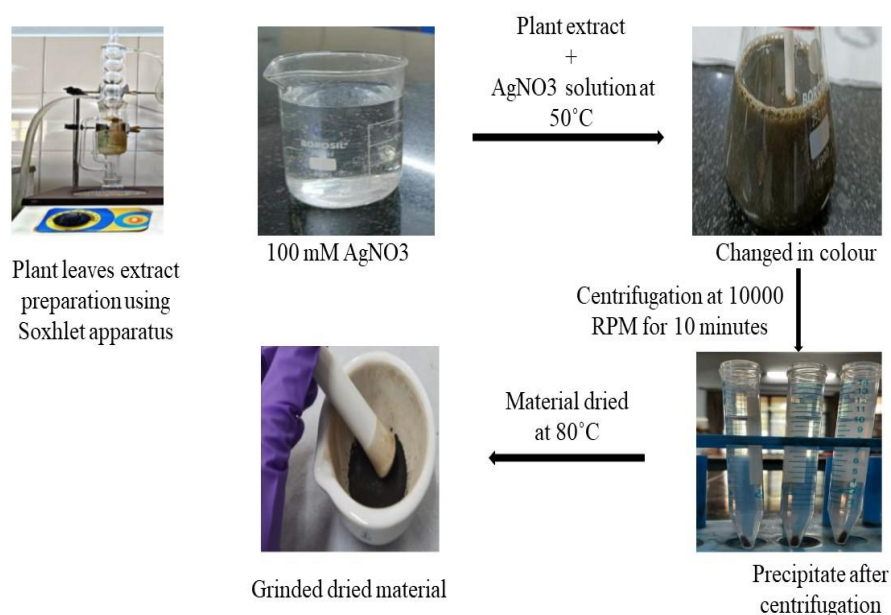 Plant extract
+
AgNO3 solution at
50˚C
BOROSIL
100 mM AgNO3
Changed in colour
Plant leaves extract
preparation using
Soxhlet apparatus
Centrifugation at 10000
RPM for 10 minutes
Material dried
at 80˚C
Grinded dried material
Precipitate after
centrifugation